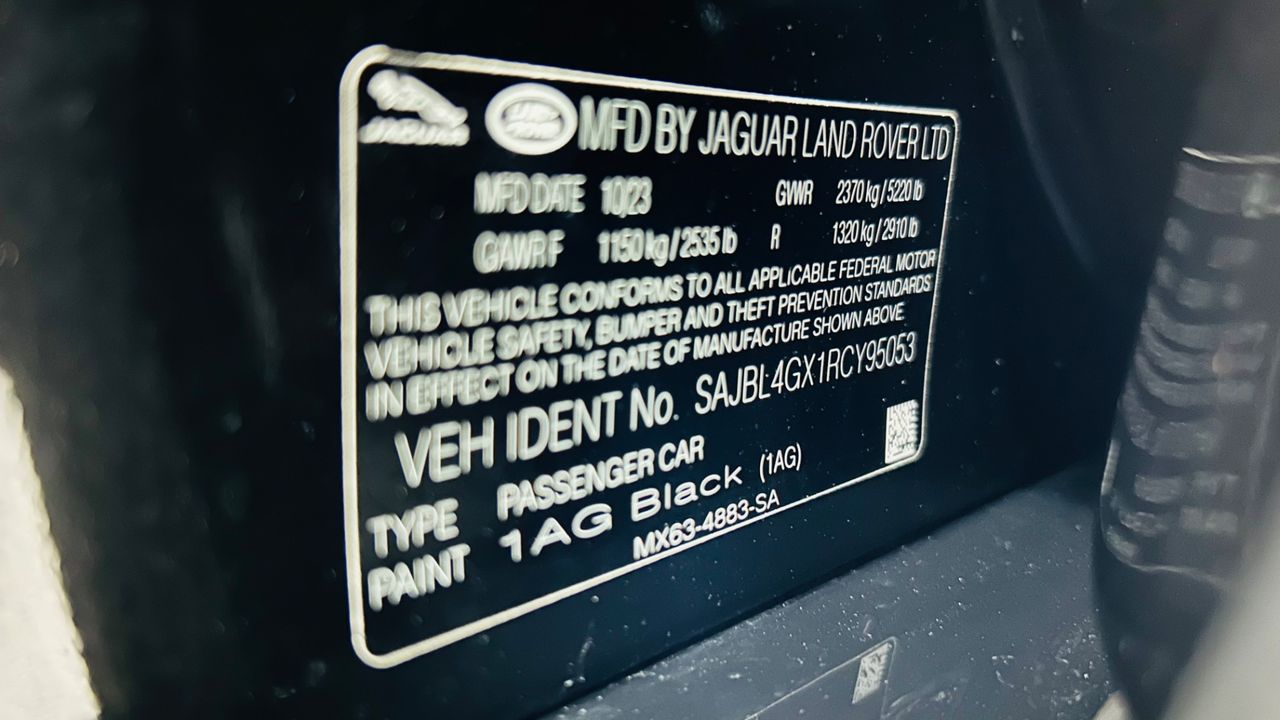 JAGUAR LAND ROVER MFD BY JAGUAR LAND ROVER LTD
MFD DATE 10/23 GVWR 2370 kg / 5220 lb
GAWR F 1150 kg / 2535 lb R 1320 kg / 2910 lb
THIS VEHICLE CONFORMS TO ALL APPLICABLE FEDERAL MOTOR
VEHICLE SAFETY, BUMPER AND THEFT PREVENTION STANDARDS
IN EFFECT ON THE DATE OF MANUFACTURE SHOWN ABOVE.
VEH IDENT No. SAJBL4GX1RCY95053
TYPE PASSENGER CAR
PAINT 1AG Black (1AG)
MX63-4883-SA